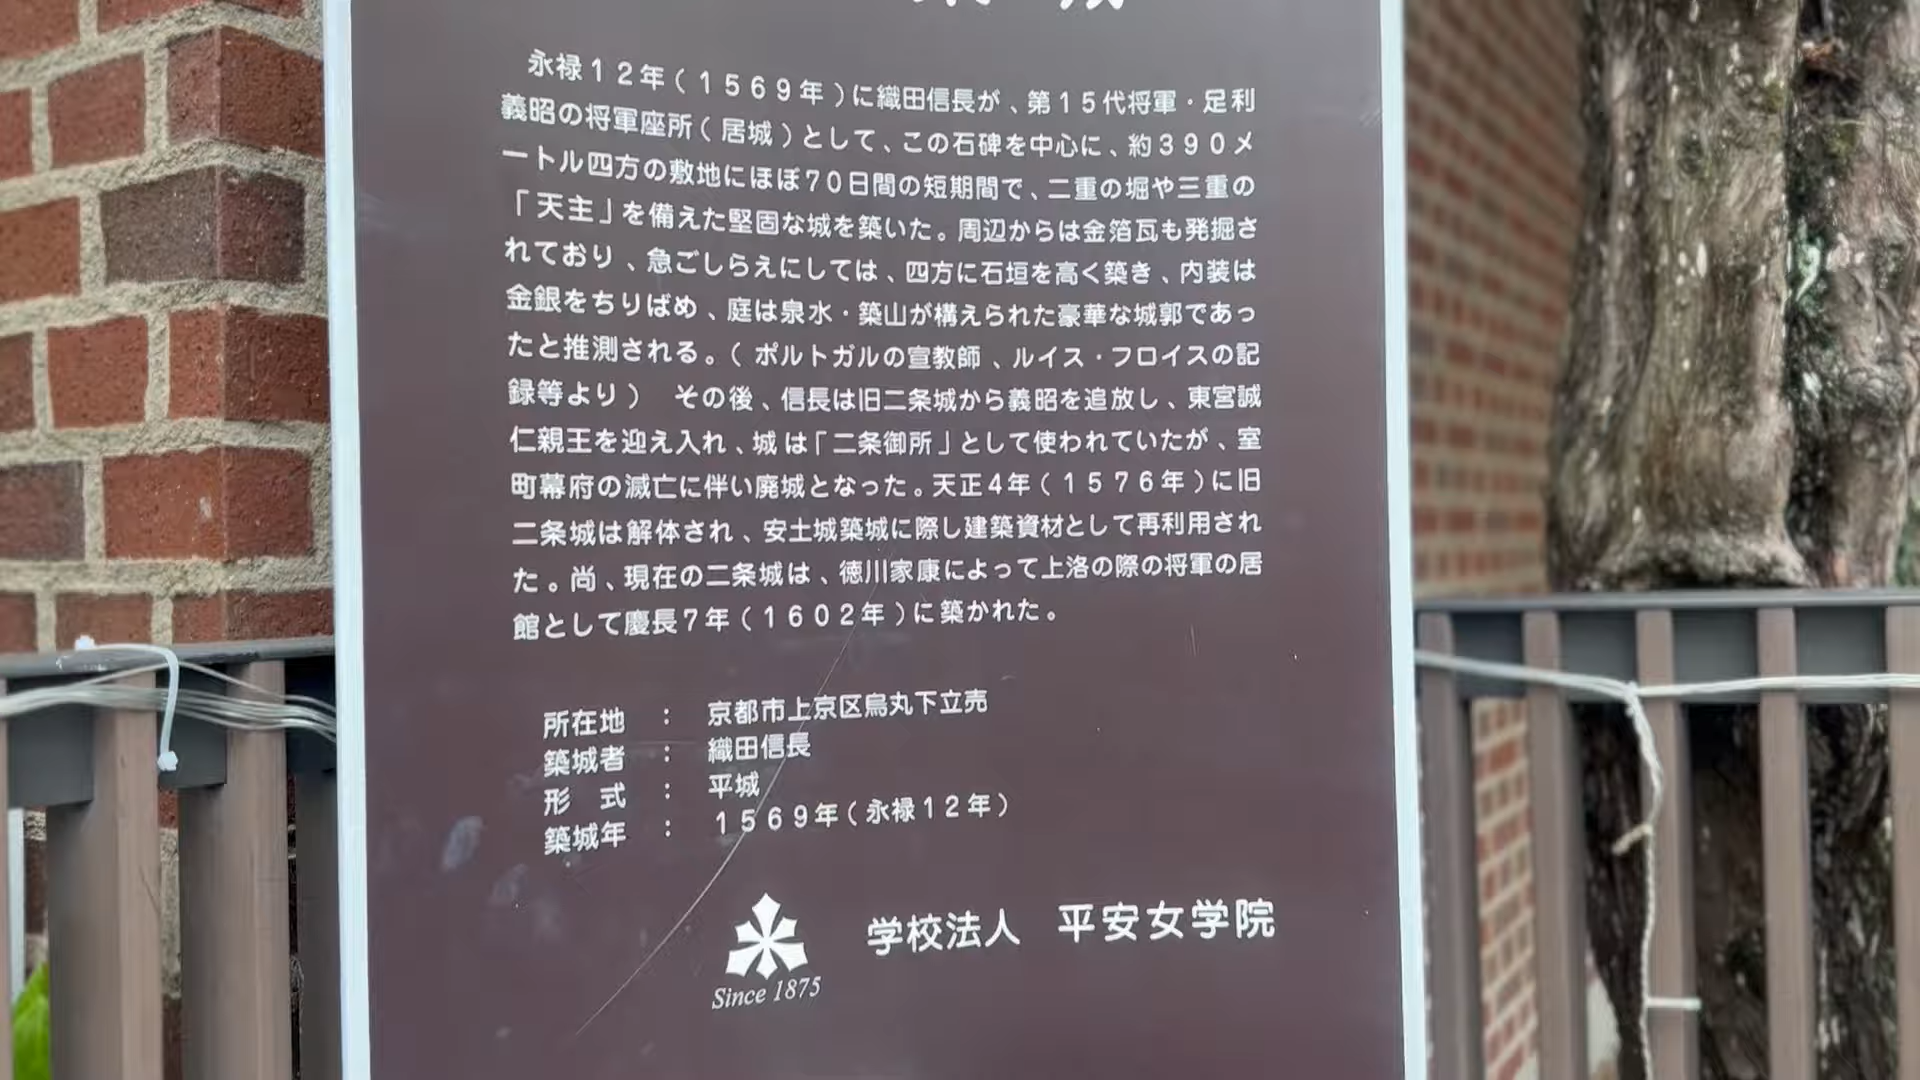 永禄12年(1569年)に織田信長が、第15代将軍・足利
義昭の将軍座所(居城)として、この石碑を中心に、約390メ
ートル四方の敷地にほぼ70日間の短期間で、二重の堀や三重の
「天主」を備えた堅固な城を築いた。周辺からは金箔瓦も発掘さ
れており、急ごしらえにしては、四方に石垣を高く築き、内装は
金銀をちりばめ、庭は泉水・築山が構えられた豪華な城郭であっ
たと推測される。(ポルトガルの宣教師、ルイス・フロイスの記
録等より) その後、信長は旧二条城から義昭を追放し、東宮誠
仁親王を迎え入れ、城は「二条御所」として使われていたが、室
町幕府の滅亡に伴い廃城となった。天正4年(1576年)に旧
二条城は解体され、安土城築城に際し建築資材として再利用され
た。尚、現在の二条城は、徳川家康によって上洛の際の将軍の居
館として慶長7年(1602年)に築かれた。
所在地 : 京都市上京区烏丸下立売
築城者 : 織田信長
形 式 : 平城
築城年 : 1569年(永禄12年)
学校法人 平安女学院
Since 1875